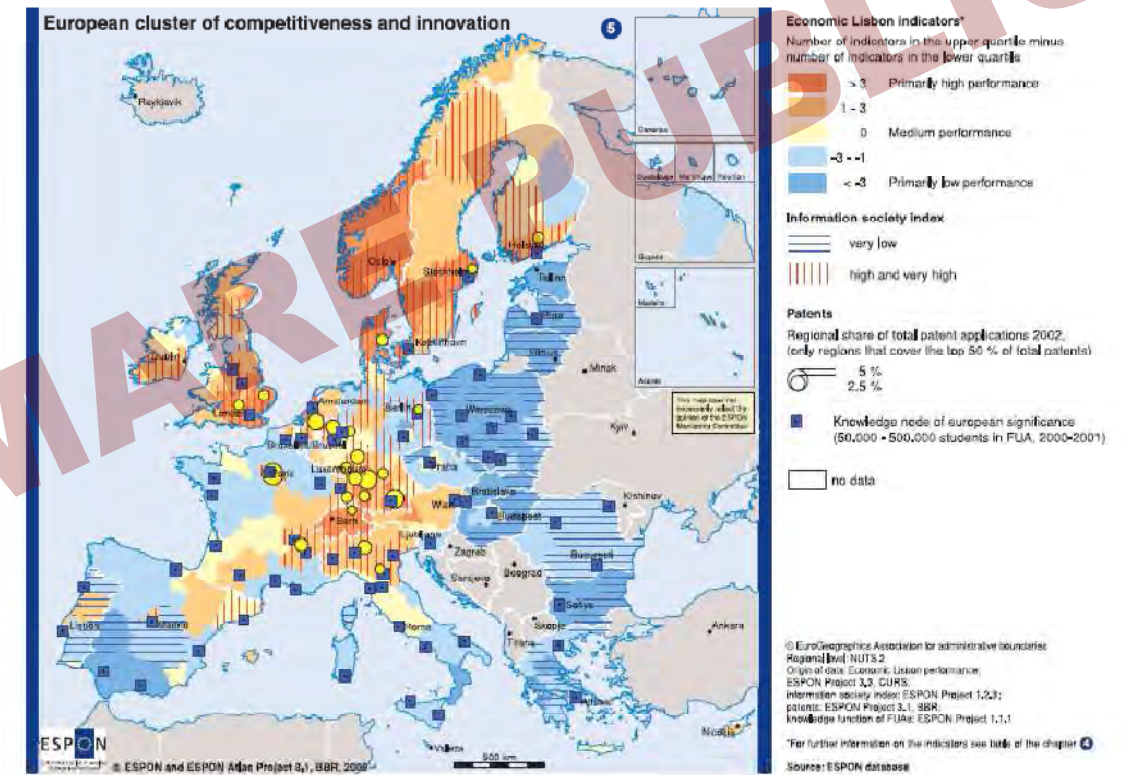 European cluster of competitiveness and innovation
5
Reykjavik
Canarias
Guadeloupe Martinique Réunion
Guyane
Madeira
Açores
Oslo
Helsinki
Stockholm
Tallinn
Riga
Vilnius
Minsk
København
Dublin
London
Amsterdam
Berlin
Warszawa
Kyiv
Paris
Luxembourg
Praha
Wien
Bratislava
Budapest
Kishinev
Bern
Ljubljana
Zagreb
Bucuresti
Beograd
Sarajevo
Sofiya
Skopje
Tirana
Ankara
Lisboa
Madrid
Roma
Athinai
Nicosia
Valletta
This map does not
necessarily reflect the
opinion of the ESPON
Monitoring Committee
500 km
ESPON
© ESPON and ESPON Atlas Project 3.1, BBR, 2006
Economic Lisbon indicators*
Number of indicators in the upper quartile minus
number of indicators in the lower quartile
> 3 Primarily high performance
1 - 3
0 Medium performance
-3 - -1
< -3 Primarily low performance
Information society index
very low
high and very high
Patents
Regional share of total patent applications 2002,
(only regions that cover the top 50 % of total patents)
5 %
2.5 %
Knowledge node of european significance
(50.000 - 500.000 students in FUA, 2000-2001)
no data
© EuroGeographics Association for administrative boundaries
Regional level: NUTS 2
Origin of data: Economic Lisbon performance:
ESPON Project 3.3, CURS;
information society index: ESPON Project 1.2.3;
patents: ESPON Project 3.1, BBR;
knowledge function of FUAs: ESPON Project 1.1.1
*For further information on the indicators see table of the chapter 4
Source: ESPON database
MARE PUBLIC